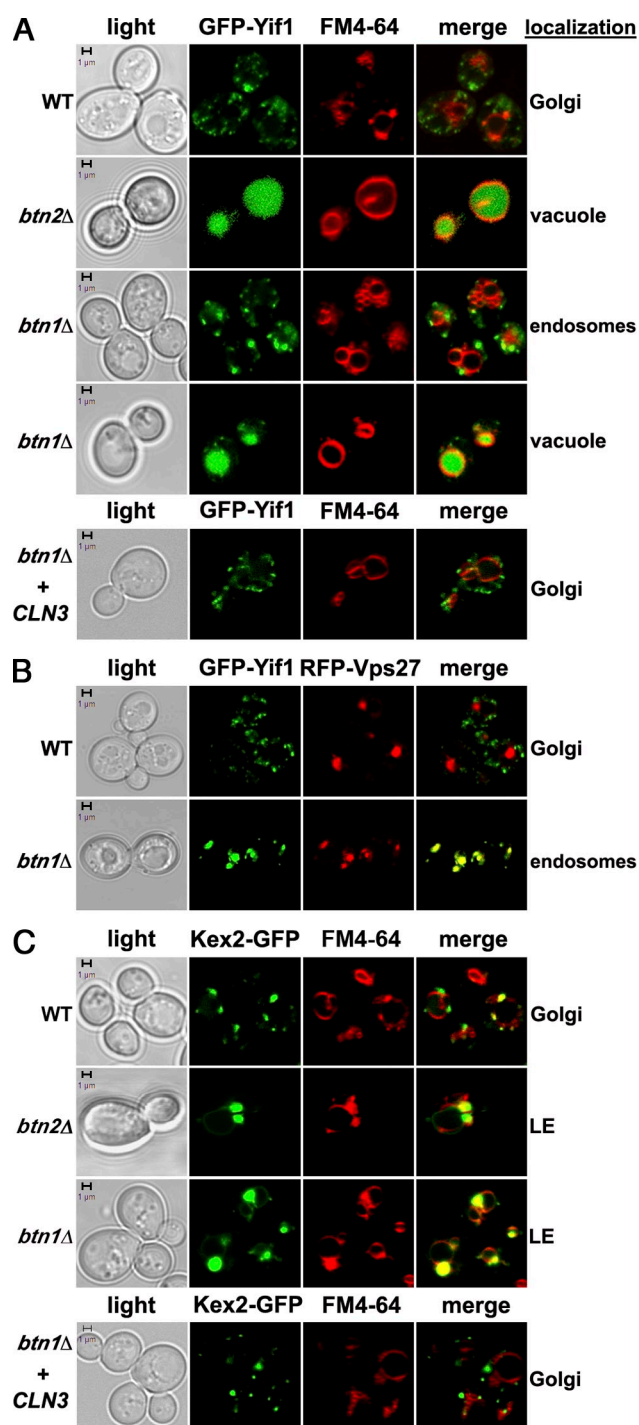 A light GFP-Yif1 FM4-64 merge localization
1 µm
WT Golgi
1 µm
btn2Δ vacuole
1 µm
btn1Δ endosomes
1 µm
btn1Δ vacuole
light GFP-Yif1 FM4-64 merge
1 µm
btn1Δ
+ Golgi
CLN3
B light GFP-Yif1 RFP-Vps27 merge
1 µm
WT Golgi
1 µm
btn1Δ endosomes
C light Kex2-GFP FM4-64 merge
1 µm
WT Golgi
1 µm
btn2Δ LE
1 µm
btn1Δ LE
light Kex2-GFP FM4-64 merge
1 µm
btn1Δ
+ Golgi
CLN3